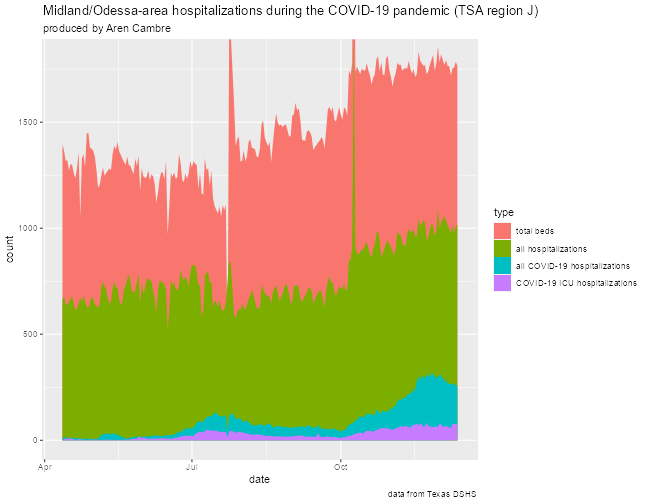 Midland/Odessa-area hospitalizations during the COVID-19 pandemic (TSA region J)
produced by Aren Cambre
1500
1000
500
0
count
Apr
Jul
Oct
date
type
total beds
all hospitalizations
all COVID-19 hospitalizations
COVID-19 ICU hospitalizations
data from Texas DSHS